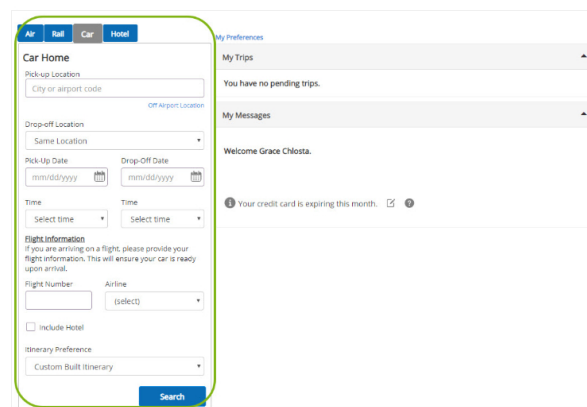 Air Rail Car Hotel
Car Home
Pick-up Location
City or airport code
Off Airport Location
Drop-off Location
Same Location
Pick-Up Date Drop-Off Date
mm/dd/yyyy mm/dd/yyyy
Time Time
Select time Select time
Flight Information
If you are arriving on a flight, please provide your
flight information. This will ensure your car is ready
upon arrival.
Flight Number Airline
(select)
Include Hotel
Itinerary Preference
Custom Built Itinerary
Search
My Preferences
My Trips
You have no pending trips.
My Messages
Welcome Grace Chlosta.
Your credit card is expiring this month.